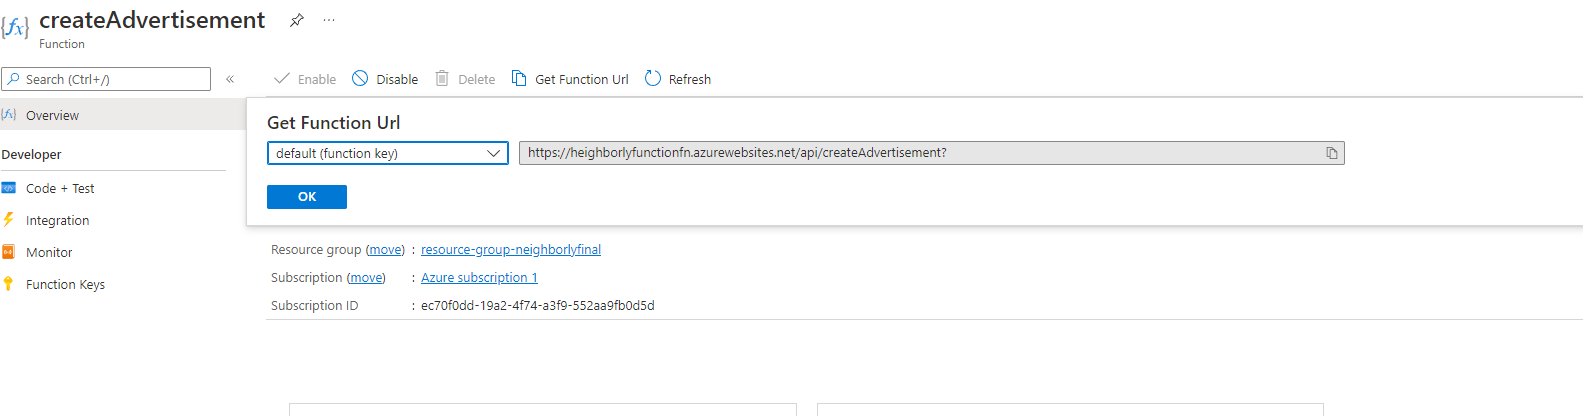 createAdvertisement
Function
Search (Ctrl+/)
Enable
Disable
Delete
Get Function Url
Refresh
Overview
Get Function Url
Developer
default (function key)
https://heighborlyfunctionfn.azurewebsites.net/api/createAdvertisement?
Code + Test
OK
Integration
Monitor
Resource group (move) : resource-group-neighborlyfinal
Function Keys
Subscription (move) : Azure subscription 1
Subscription ID : ec70f0dd-19a2-4f74-a3f9-552aa9fb0d5d